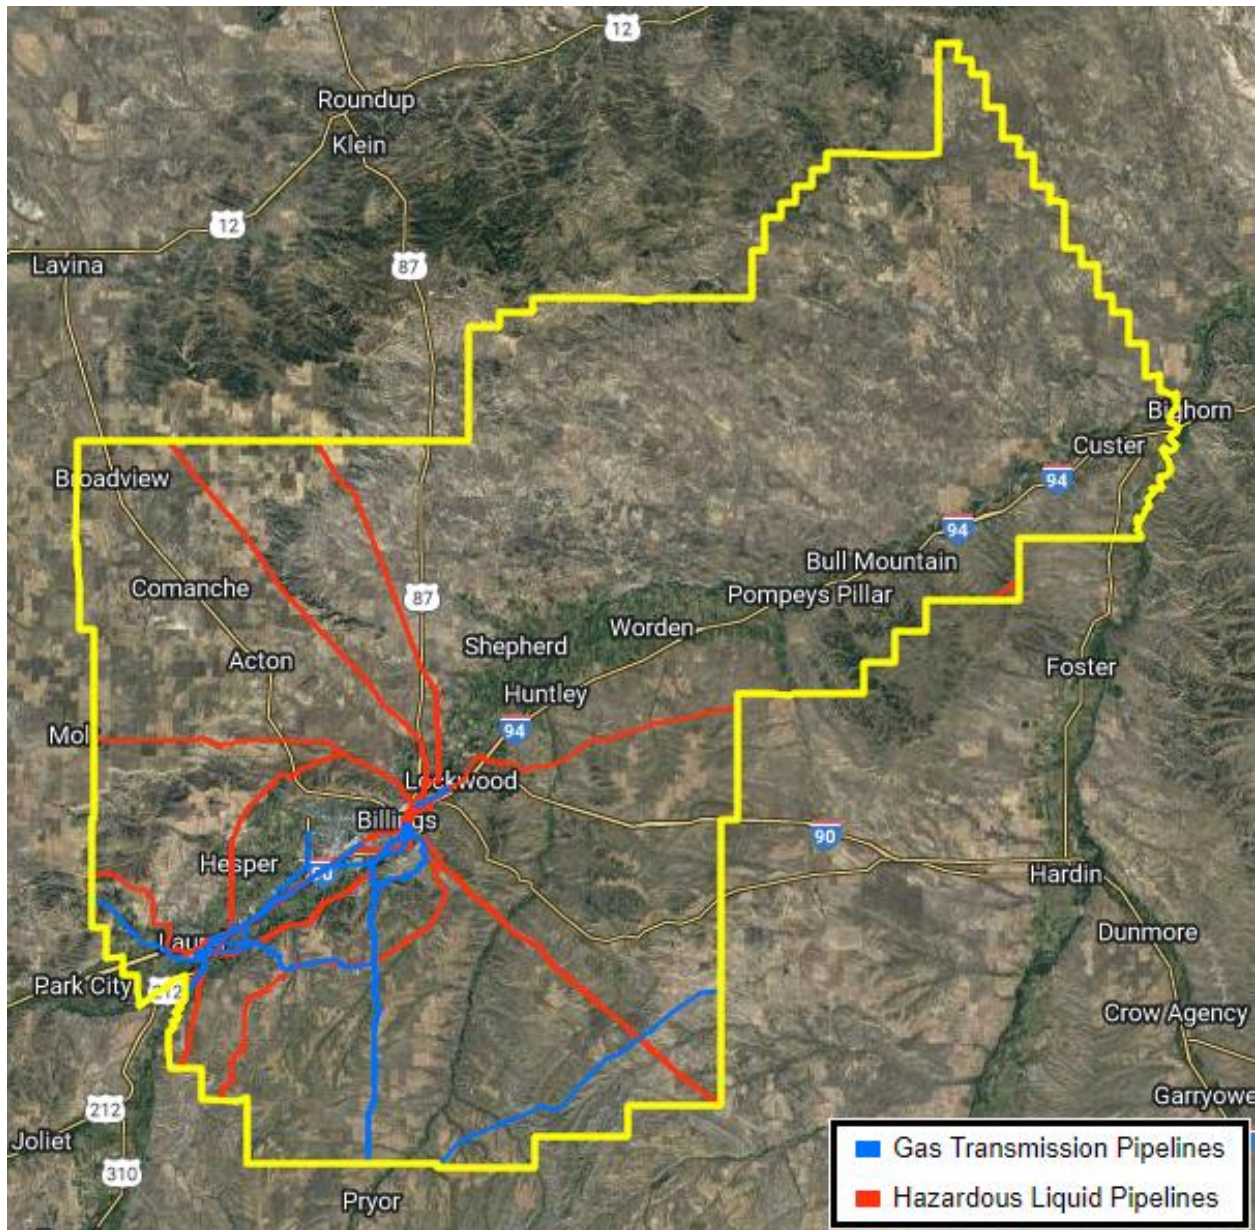 12
Roundup
Klein
12
Lavina
87
Bighorn
Custer
94
Broadview
94
Bull Mountain
Comanche
87
Pompeys Pillar
Worden
Shepherd
Acton
Foster
Huntley
94
Lockwood
Billings
90
Hesper
Hardin
Dunmore
Park City
Crow Agency
212
Joliet
310
Pryor
Gas Transmission Pipelines
Hazardous Liquid Pipelines